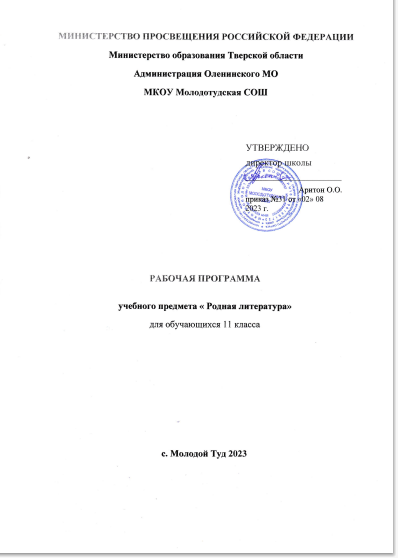 МИНИСТЕРСТВО ПРОСВЕЩЕНИЯ РОССИЙСКОЙ ФЕДЕРАЦИИ
Министерство образования Тверской области
Администрация Оленинского МО
МКОУ Молодотудская СОШ
УТВЕРЖДЕНО
директор школы
Аритон О.О.
приказ №31 от «02» 08
2023 г.
РАБОЧАЯ ПРОГРАММА
учебного предмета « Родная литература»
для обучающихся 11 класса
с. Молодой Туд 2023